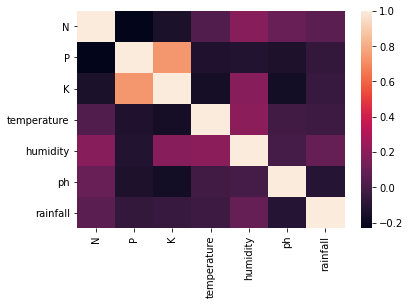 N
P
K
temperature
humidity
ph
rainfall
N
P
K
temperature
humidity
ph
rainfall
1.0
0.8
0.6
0.4
0.2
0.0
−0.2